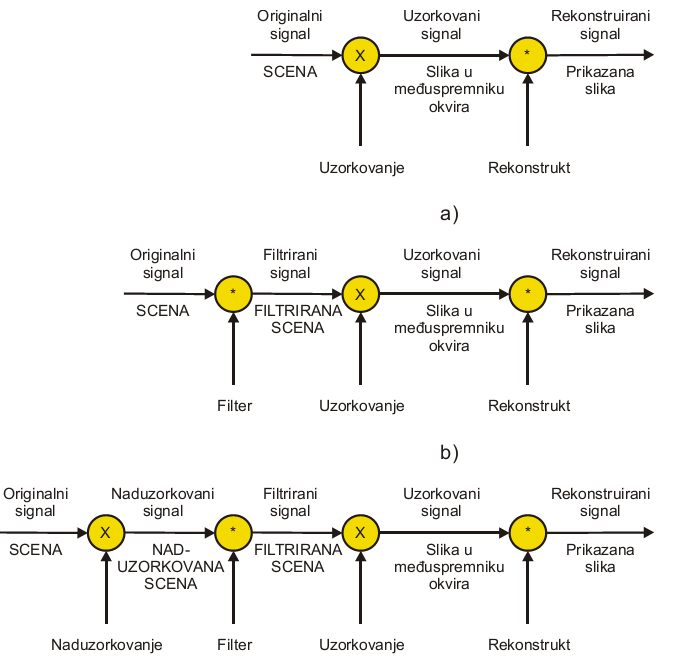 Originalni
signal
Uzorkovani
signal
Rekonstruirani
signal
X
*
SCENA
Slika u
međuspremniku
okvira
Prikazana
slika
Uzorkovanje
Rekonstrukt
a)
Originalni
signal
Filtrirani
signal
Uzorkovani
signal
Rekonstruirani
signal
*
X
*
SCENA
FILTRIRANA
SCENA
Slika u
međuspremniku
okvira
Prikazana
slika
Filter
Uzorkovanje
Rekonstrukt
b)
Originalni
signal
Naduzorkovani
signal
Filtrirani
signal
Uzorkovani
signal
Rekonstruirani
signal
X
*
X
*
SCENA
NAD-
UZORKOVANA
SCENA
FILTRIRANA
SCENA
Slika u
međuspremniku
okvira
Prikazana
slika
Naduzorkovanje
Filter
Uzorkovanje
Rekonstrukt